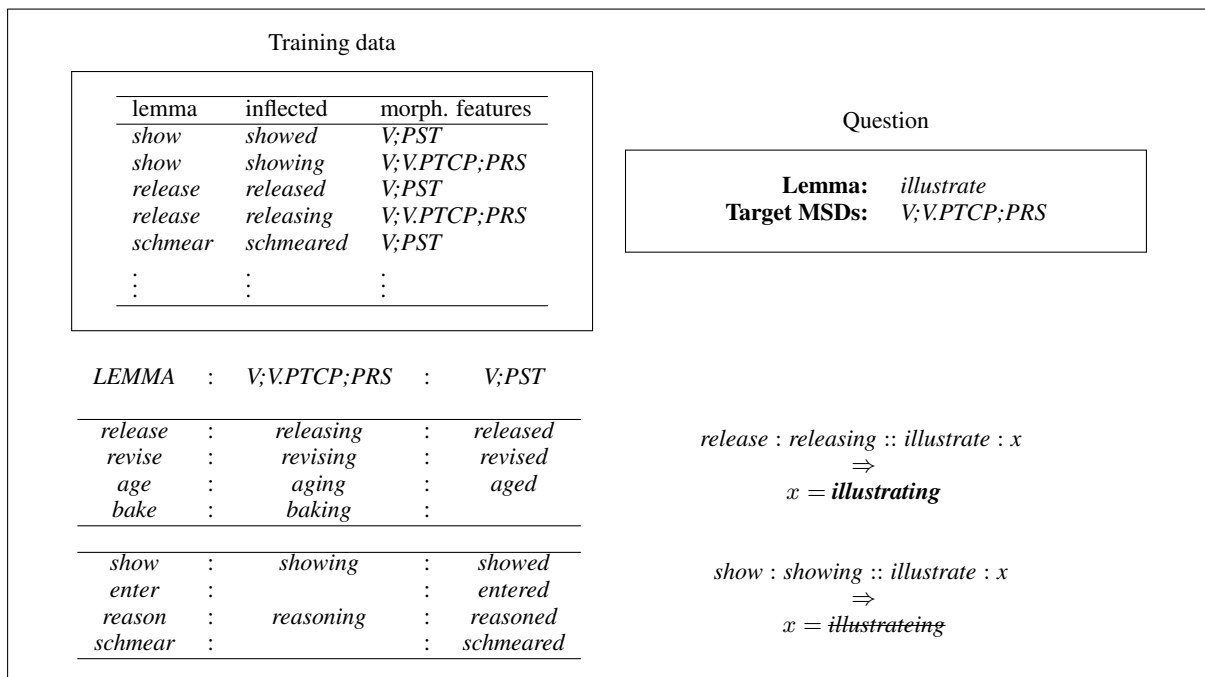 Training data
lemma inflected morph. features
show showed V;PST
show showing V;V.PTCP;PRS
release released V;PST
release releasing V;V.PTCP;PRS
schmear schmeared V;PST
⋮ ⋮ ⋮
Question
Lemma: illustrate
Target MSDs: V;V.PTCP;PRS
LEMMA : V;V.PTCP;PRS : V;PST
release : releasing : released
revise : revising : revised
age : aging : aged
bake : baking :
release : releasing :: illustrate : x
⇒
x = illustrating
show : showing : showed
enter : : entered
reason : reasoning : reasoned
schmear : : schmeared
show : showing :: illustrate : x
⇒
x = illustrateing